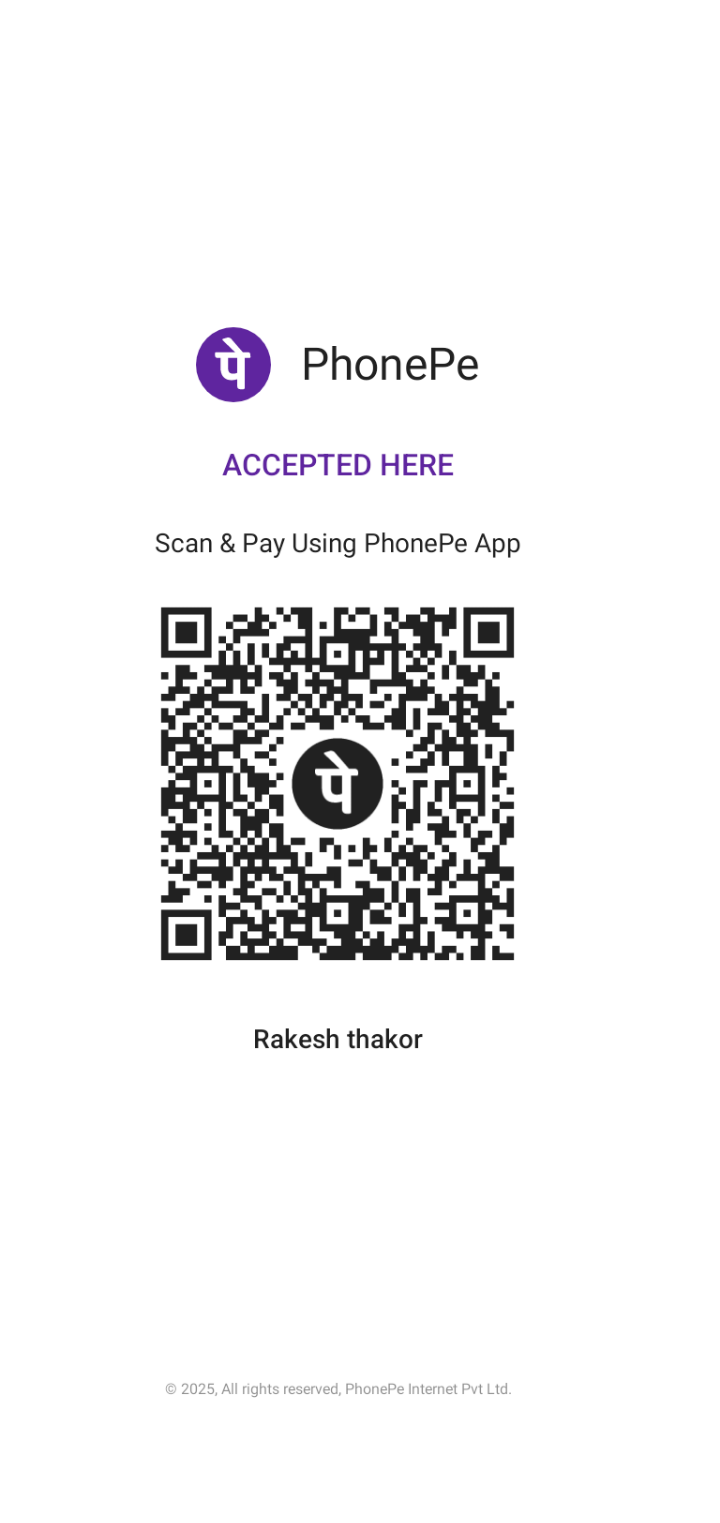 पे PhonePe
ACCEPTED HERE
Scan & Pay Using PhonePe App
पे
Rakesh thakor
© 2025, All rights reserved, PhonePe Internet Pvt Ltd.